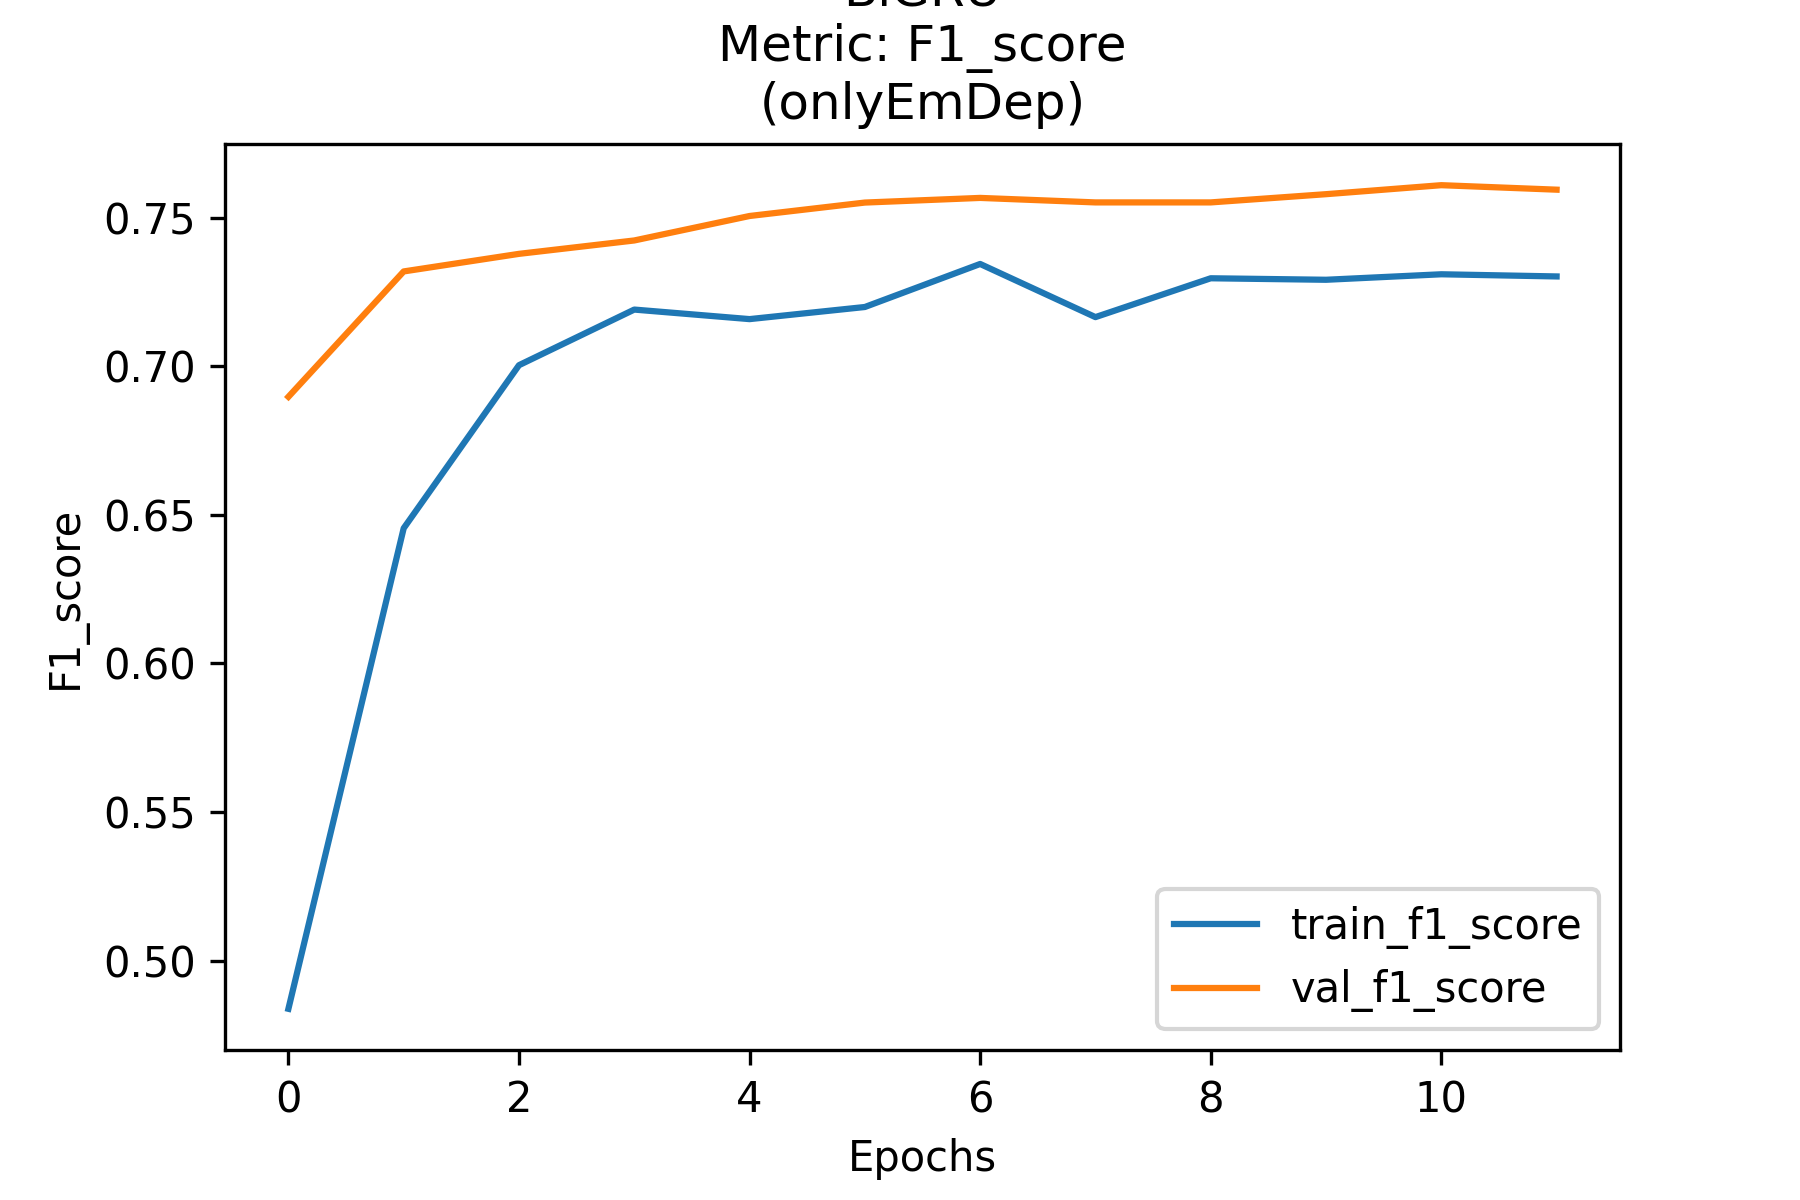 BiGRU
Metric: F1_score
(onlyEmDep)
0.75
0.70
0.65
0.60
0.55
0.50
F1_score
train_f1_score
val_f1_score
0 2 4 6 8 10
Epochs